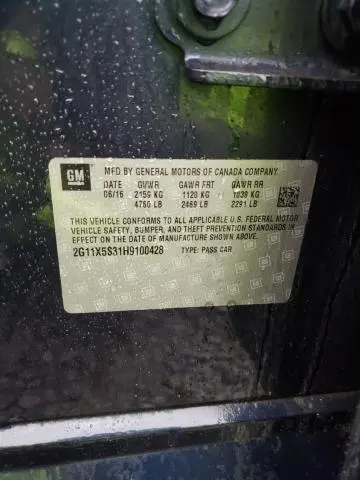 GM
MFD BY GENERAL MOTORS OF CANADA COMPANY
DATE GVWR GAWR FRT GAWR RR
06/16 2159 KG 1120 KG 1039 KG
4760 LB 2469 LB 2291 LB
THIS VEHICLE CONFORMS TO ALL APPLICABLE U.S. FEDERAL MOTOR
VEHICLE SAFETY, BUMPER, AND THEFT PREVENTION STANDARDS IN
EFFECT ON THE DATE OF MANUFACTURE SHOWN ABOVE.
2G11X5S31H9100428 TYPE: PASS CAR